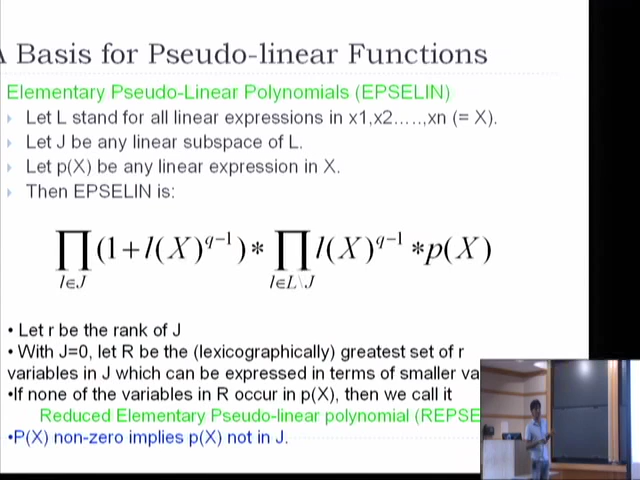 A Basis for Pseudo-linear Functions
Elementary Pseudo-Linear Polynomials (EPSELIN)
Let L stand for all linear expressions in x1,x2…..,xn (= X).
Let J be any linear subspace of L.
Let p(X) be any linear expression in X.
Then EPSELIN is:
∏(1+l(X)^{q−1})* ∏l(X)^{q−1} *p(X)
l∈J l∈L\J
• Let r be the rank of J
• With J=0, let R be the (lexicographically) greatest set of r
variables in J which can be expressed in terms of smaller va
•If none of the variables in R occur in p(X), then we call it
Reduced Elementary Pseudo-linear polynomial (REPSE
•P(X) non-zero implies p(X) not in J.